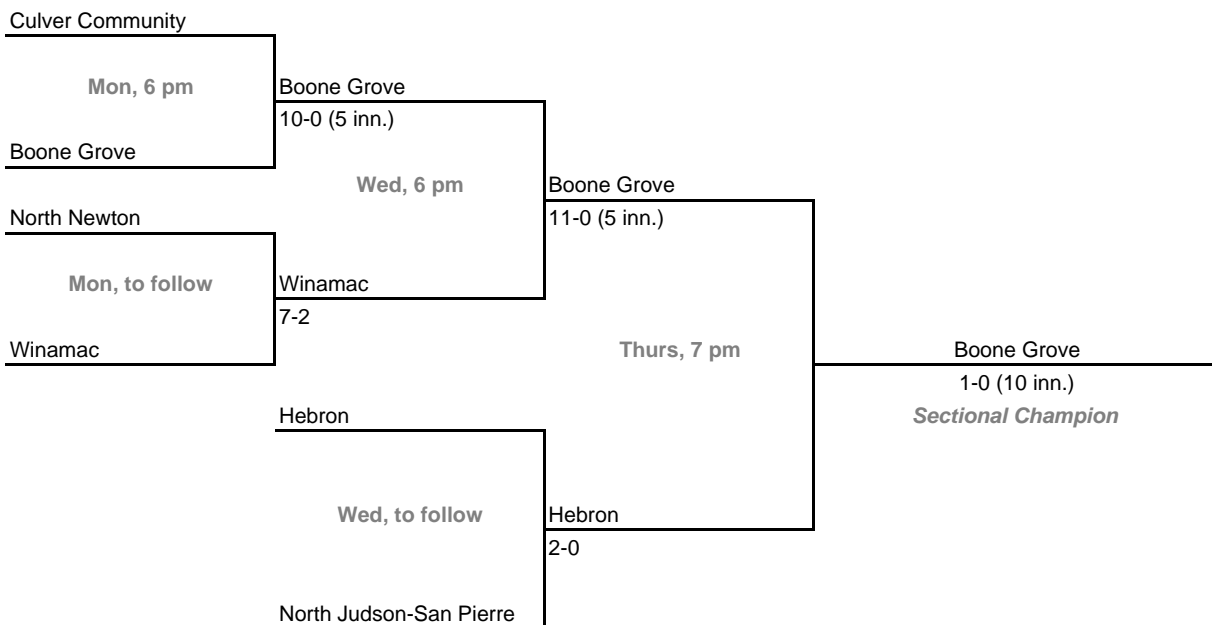 Culver Community
Mon, 6 pm
Boone Grove
10-0 (5 inn.)
Boone Grove
Wed, 6 pm
Boone Grove
11-0 (5 inn.)
North Newton
Mon, to follow
Winamac
7-2
Winamac
Thurs, 7 pm
Boone Grove
1-0 (10 inn.)
Sectional Champion
Hebron
Wed, to follow
Hebron
2-0
North Judson-San Pierre